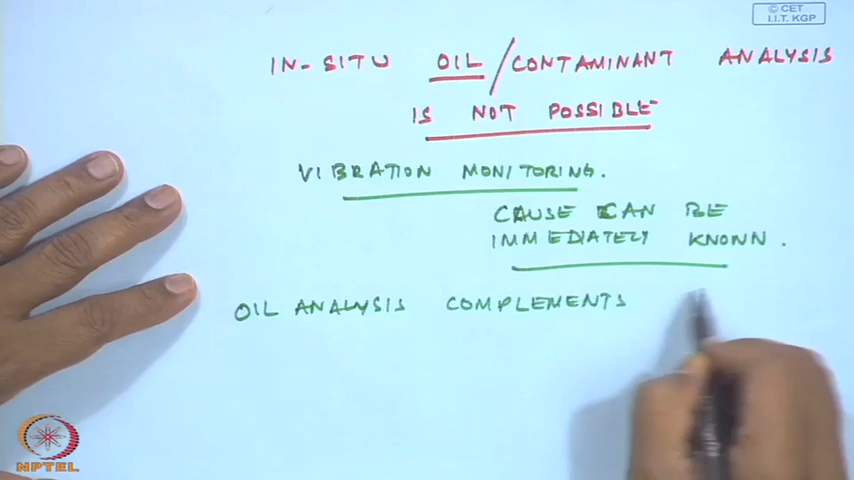 © CET
I.I.T. KGP
IN-SITU OIL/CONTAMINANT ANALYSIS
IS NOT POSSIBLE
VIBRATION MONITORING.
CAUSE CAN BE
IMMEDIATELY KNONN.
OIL ANALYSIS COMPLEMENTS
NPTEL